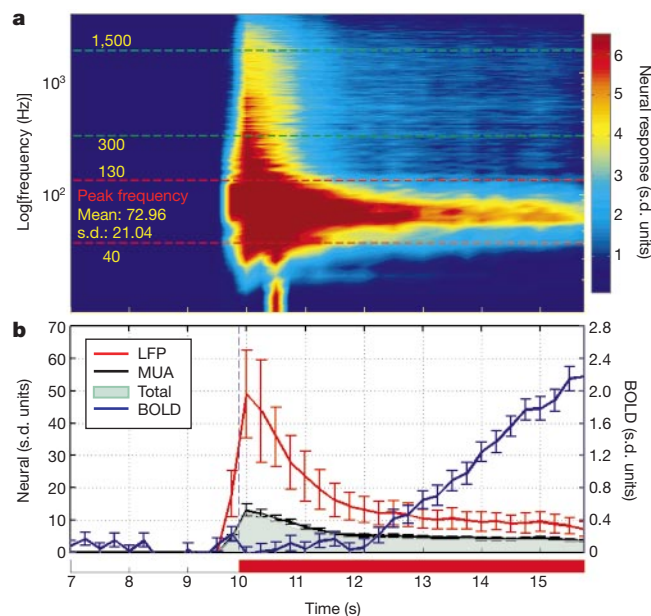 a
1,500
300
130
Peak frequency
Mean: 72.96
s.d.: 21.04
40
10³
10²
Log[frequency (Hz)]
6
5
4
3
2
1
Neural response (s.d. units)
b
70
60
50
40
30
20
10
0
Neural (s.d. units)
LFP
MUA
Total
BOLD
2.8
2.4
2.0
1.6
1.2
0.8
0.4
0
BOLD (s.d. units)
7 8 9 10 11 12 13 14 15
Time (s)